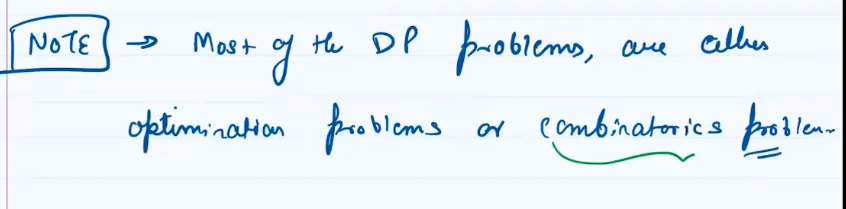 NOTE → Most of the DP problems, are either
optimization problems or combinatorics problem